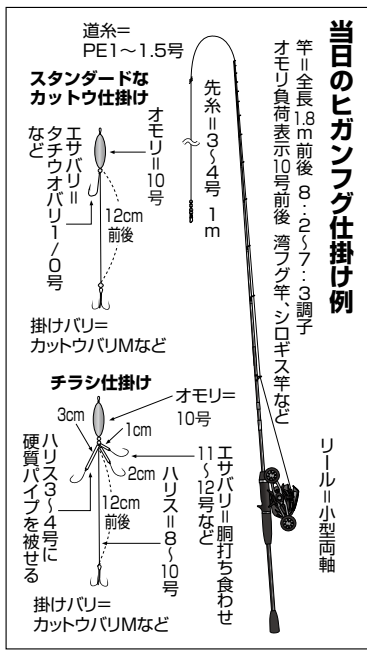 当日のヒガンフグ仕掛け例
竿=全長1.8m前後 8:2〜7:3調子
オモリ負荷表示10号前後 湾フグ竿、シロギス竿など
道糸=
PE1〜1.5号
先糸=3〜4号 1m
リール=小型両軸
スタンダードな
カットウ仕掛け
オモリ=10号
エサバリ=
タチウオバリ1/0号
など
12cm
前後
掛けバリ=
カットウバリMなど
チラシ仕掛け
オモリ=
10号
3cm
1cm
2cm
エサバリ=胴打ち食わせ
11〜12号など
ハリス=8〜10号
12cm
前後
ハリス3〜4号に
硬質パイプを被せる
掛けバリ=
カットウバリMなど